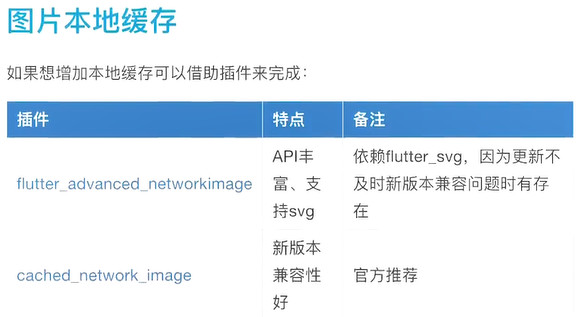 图片本地缓存
如果想增加本地缓存可以借助插件来完成：
插件 特点 备注
flutter_advanced_networkimage
API丰
富、支
持svg
依赖flutter_svg，因为更新不
及时新版本兼容问题时有存
在
cached_network_image
新版本
兼容性
好
官方推荐